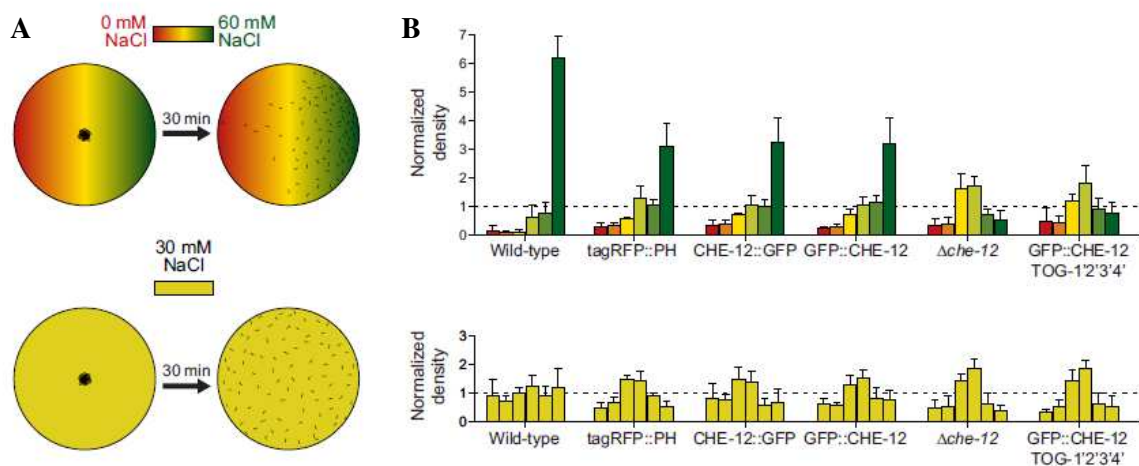 A
0 mM
NaCl
60 mM
NaCl
30 min
30 mM
NaCl
30 min
B
Normalized
density
7
6
5
4
3
2
1
0
Wild-type
tagRFP::PH
CHE-12::GFP
GFP::CHE-12
Δche-12
GFP::CHE-12
TOG-1'2'3'4'
Normalized
density
3
2
1
0
Wild-type
tagRFP::PH
CHE-12::GFP
GFP::CHE-12
Δche-12
GFP::CHE-12
TOG-1'2'3'4'